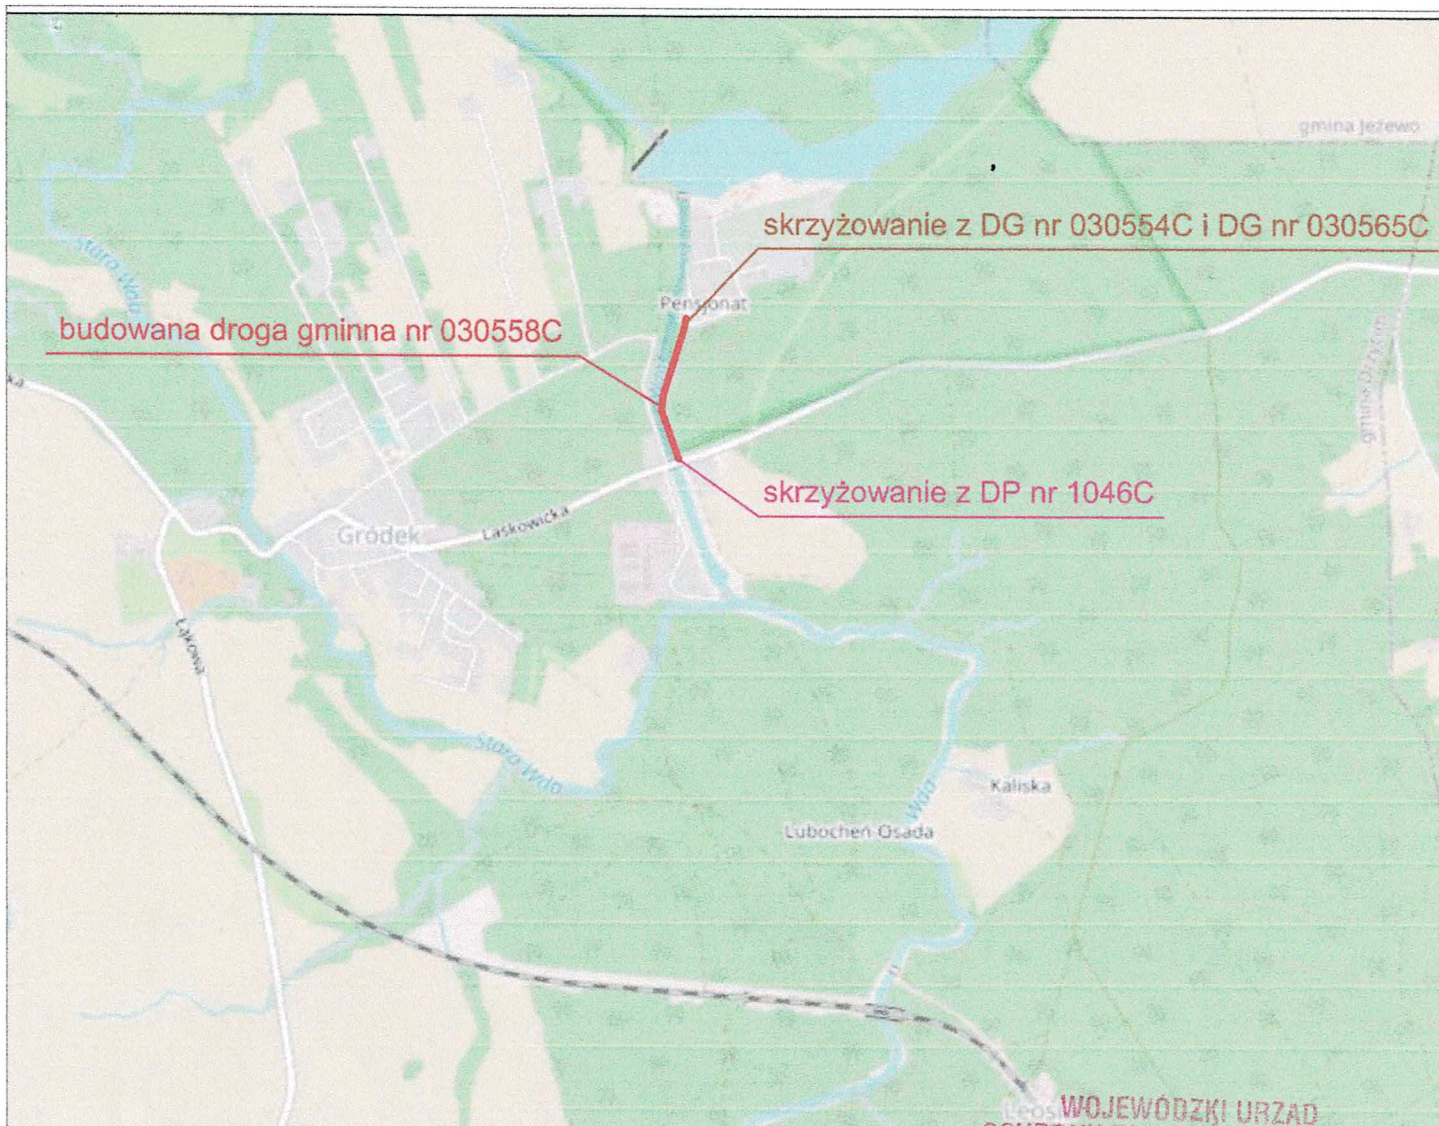 gmina Jeżewo
skrzyżowanie z DG nr 030554C i DG nr 030565C
Stara Wda
Pensjonat
budowana droga gminna nr 030558C
ka
skrzyżowanie z DP nr 1046C
Laskowicka
Gródek
Łąkowa
Stara Wda
Wda
Kaliska
Lubocheń Osada
WOJEWÓDZKI URZĄD